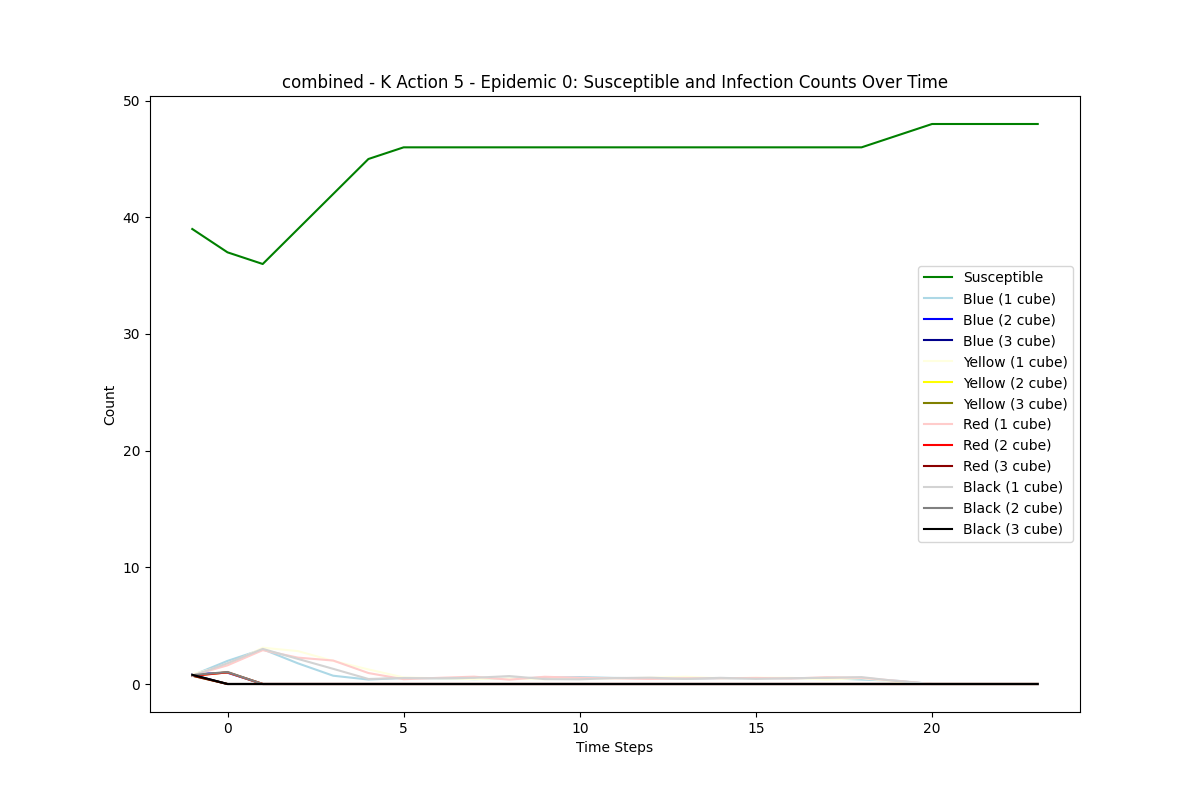 combined - K Action 5 - Epidemic 0: Susceptible and Infection Counts Over Time
50
40
30
20
10
0
Count
Susceptible
Blue (1 cube)
Blue (2 cube)
Blue (3 cube)
Yellow (1 cube)
Yellow (2 cube)
Yellow (3 cube)
Red (1 cube)
Red (2 cube)
Red (3 cube)
Black (1 cube)
Black (2 cube)
Black (3 cube)
0 5 10 15 20
Time Steps